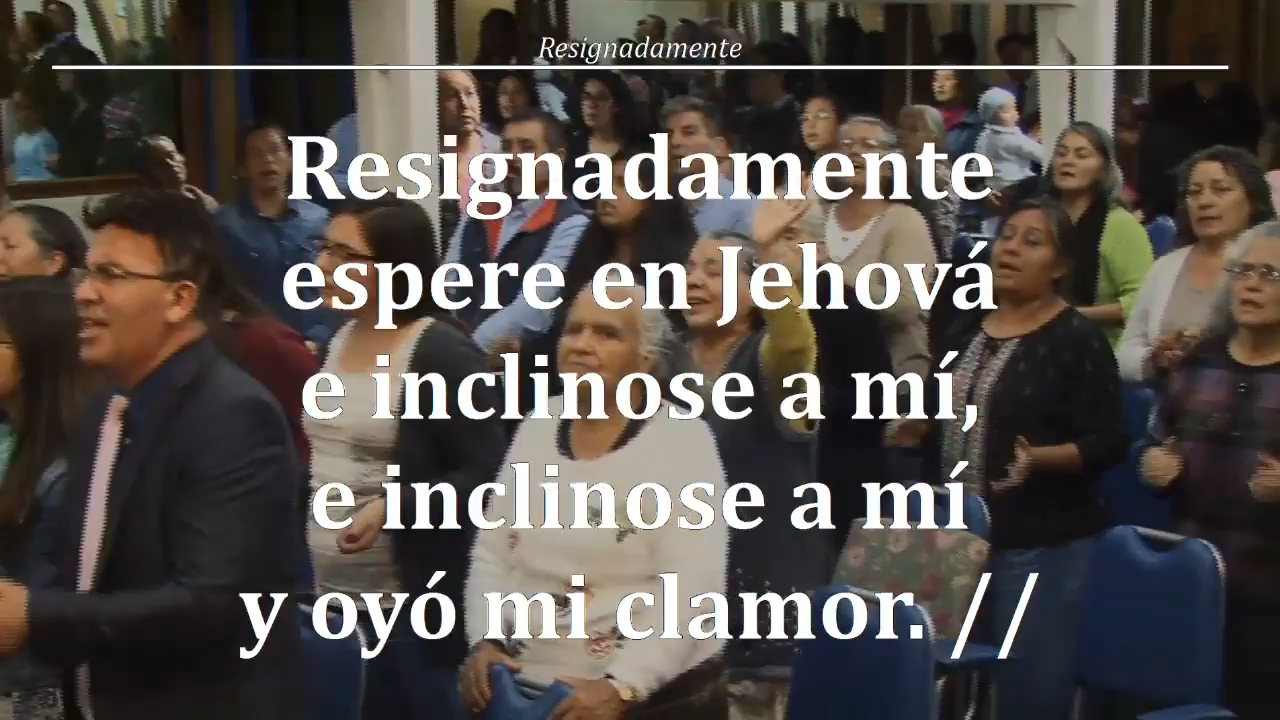 Resignadamente
Resignadamente
espere en Jehová
e inclinose a mí,
e inclinose a mí
y oyó mi clamor. //